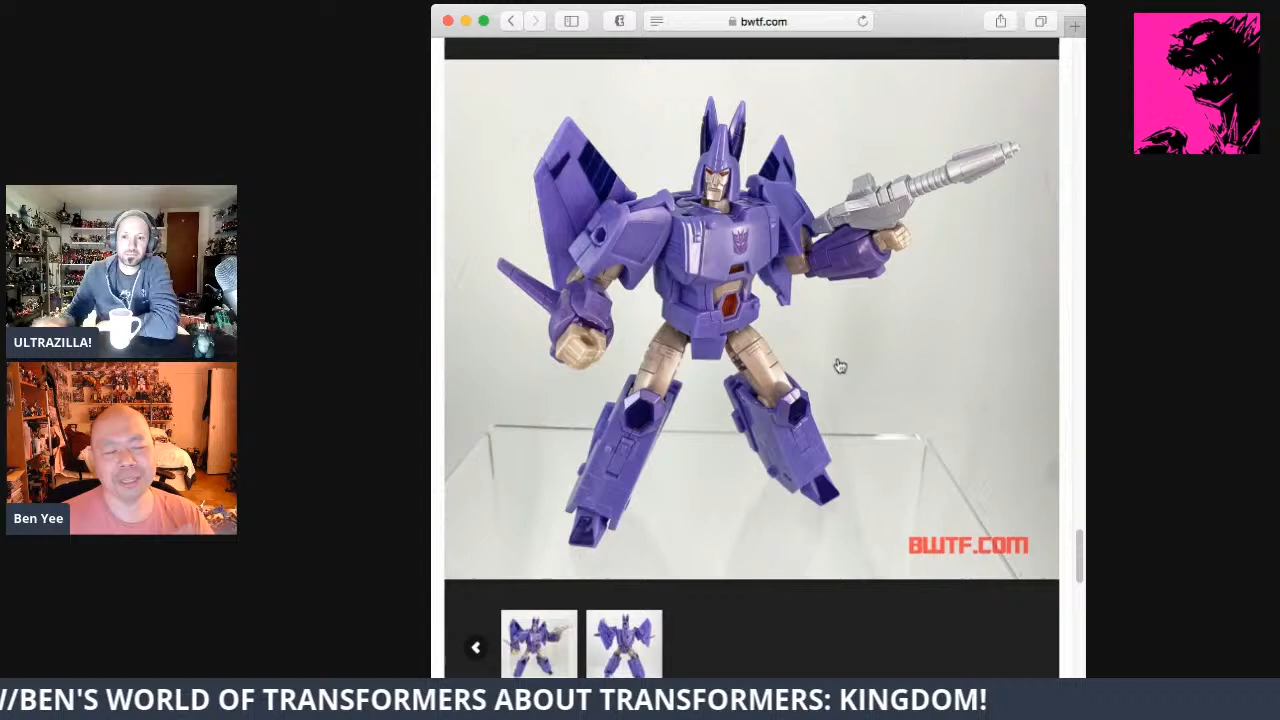 bwtf.com
ULTRAZILLA!
Ben Yee
BWTF.COM
W/BEN'S WORLD OF TRANSFORMERS ABOUT TRANSFORMERS: KINGDOM!